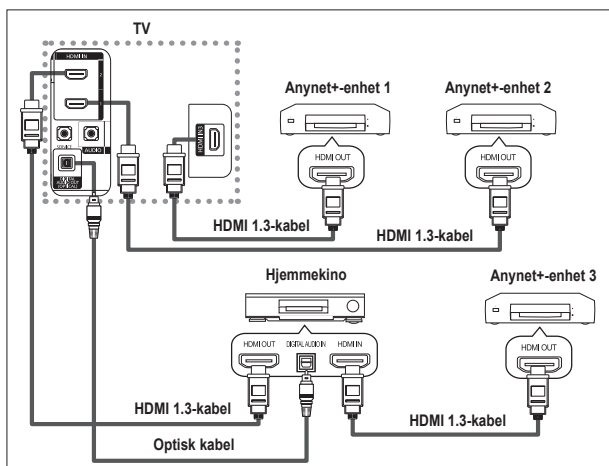 TV
HDMI IN
SERVICE
AUDIO
HDMI IN 3
Anynet+-enhet 1
Anynet+-enhet 2
HDMI OUT
HDMI OUT
HDMI 1.3-kabel
HDMI 1.3-kabel
Hjemmekino
Anynet+-enhet 3
HDMI OUT
DIGITAL AUDIO IN
HDMI IN
HDMI OUT
HDMI 1.3-kabel
HDMI 1.3-kabel
Optisk kabel